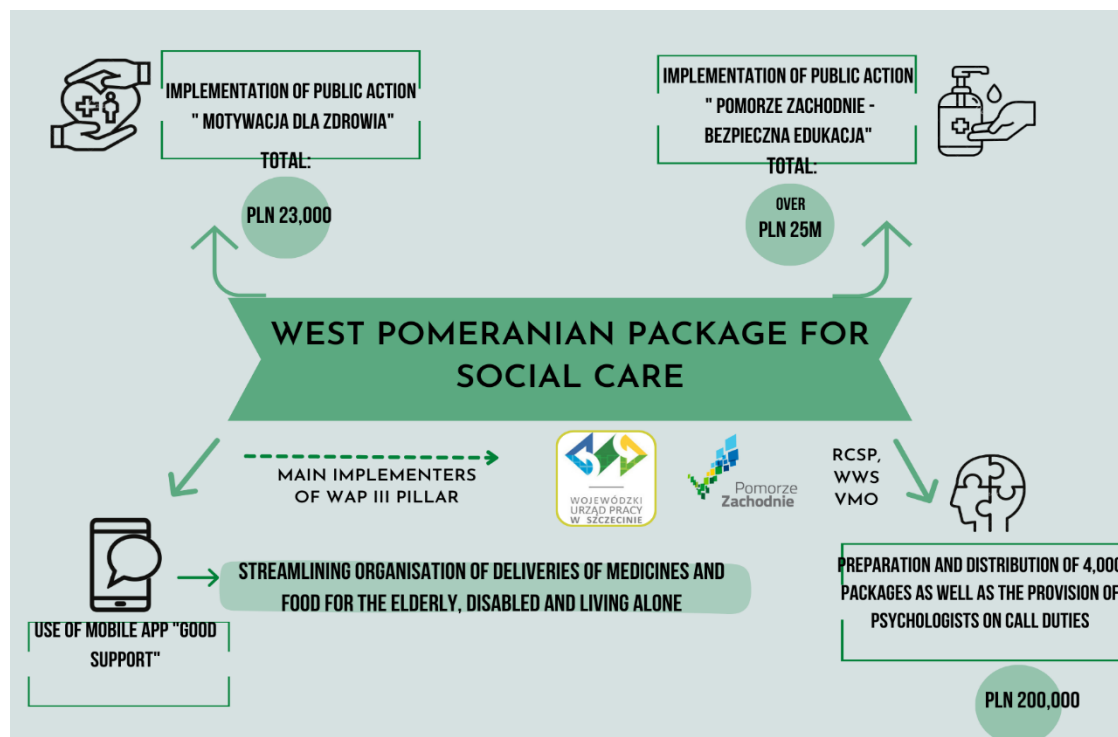 IMPLEMENTATION OF PUBLIC ACTION
" MOTYWACJA DLA ZDROWIA"
TOTAL:
PLN 23,000
IMPLEMENTATION OF PUBLIC ACTION
" POMORZE ZACHODNIE -
BEZPIECZNA EDUKACJA"
TOTAL:
OVER
PLN 25M
WEST POMERANIAN PACKAGE FOR
SOCIAL CARE
MAIN IMPLEMENTERS
OF WAP III PILLAR
WOJEWÓDZKI
URZĄD PRACY
W SZCZECINIE
Pomorze
Zachodnie
RCSP,
WWS
VMO
USE OF MOBILE APP "GOOD
SUPPORT"
STREAMLINING ORGANISATION OF DELIVERIES OF MEDICINES AND
FOOD FOR THE ELDERLY, DISABLED AND LIVING ALONE
PREPARATION AND DISTRIBUTION OF 4,000
PACKAGES AS WELL AS THE PROVISION OF
PSYCHOLOGISTS ON CALL DUTIES
PLN 200,000